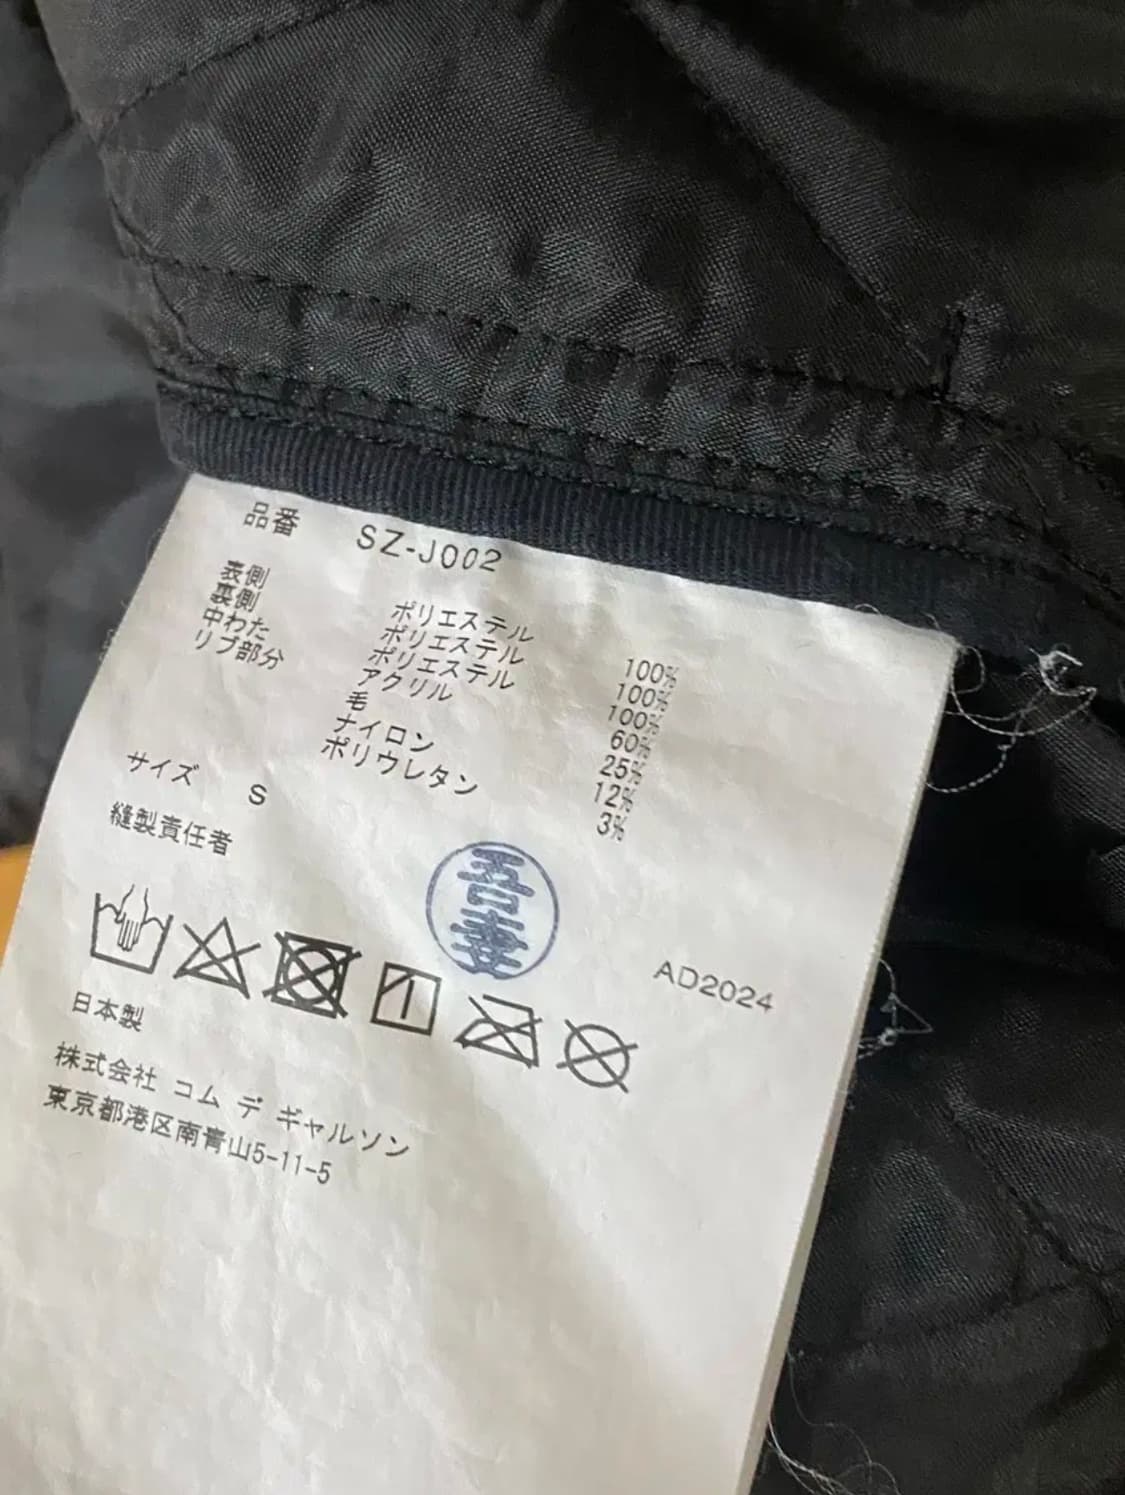 品番 SZ-J002
表側 ポリエステル 100%
裏側 ポリエステル 100%
中わた ポリエステル 100%
リブ部分 アクリル 60%
毛 25%
ナイロン 12%
ポリウレタン 3%
サイズ S
縫製責任者
吾妻
AD2024
日本製
株式会社 コム デ ギャルソン
東京都港区南青山5-11-5